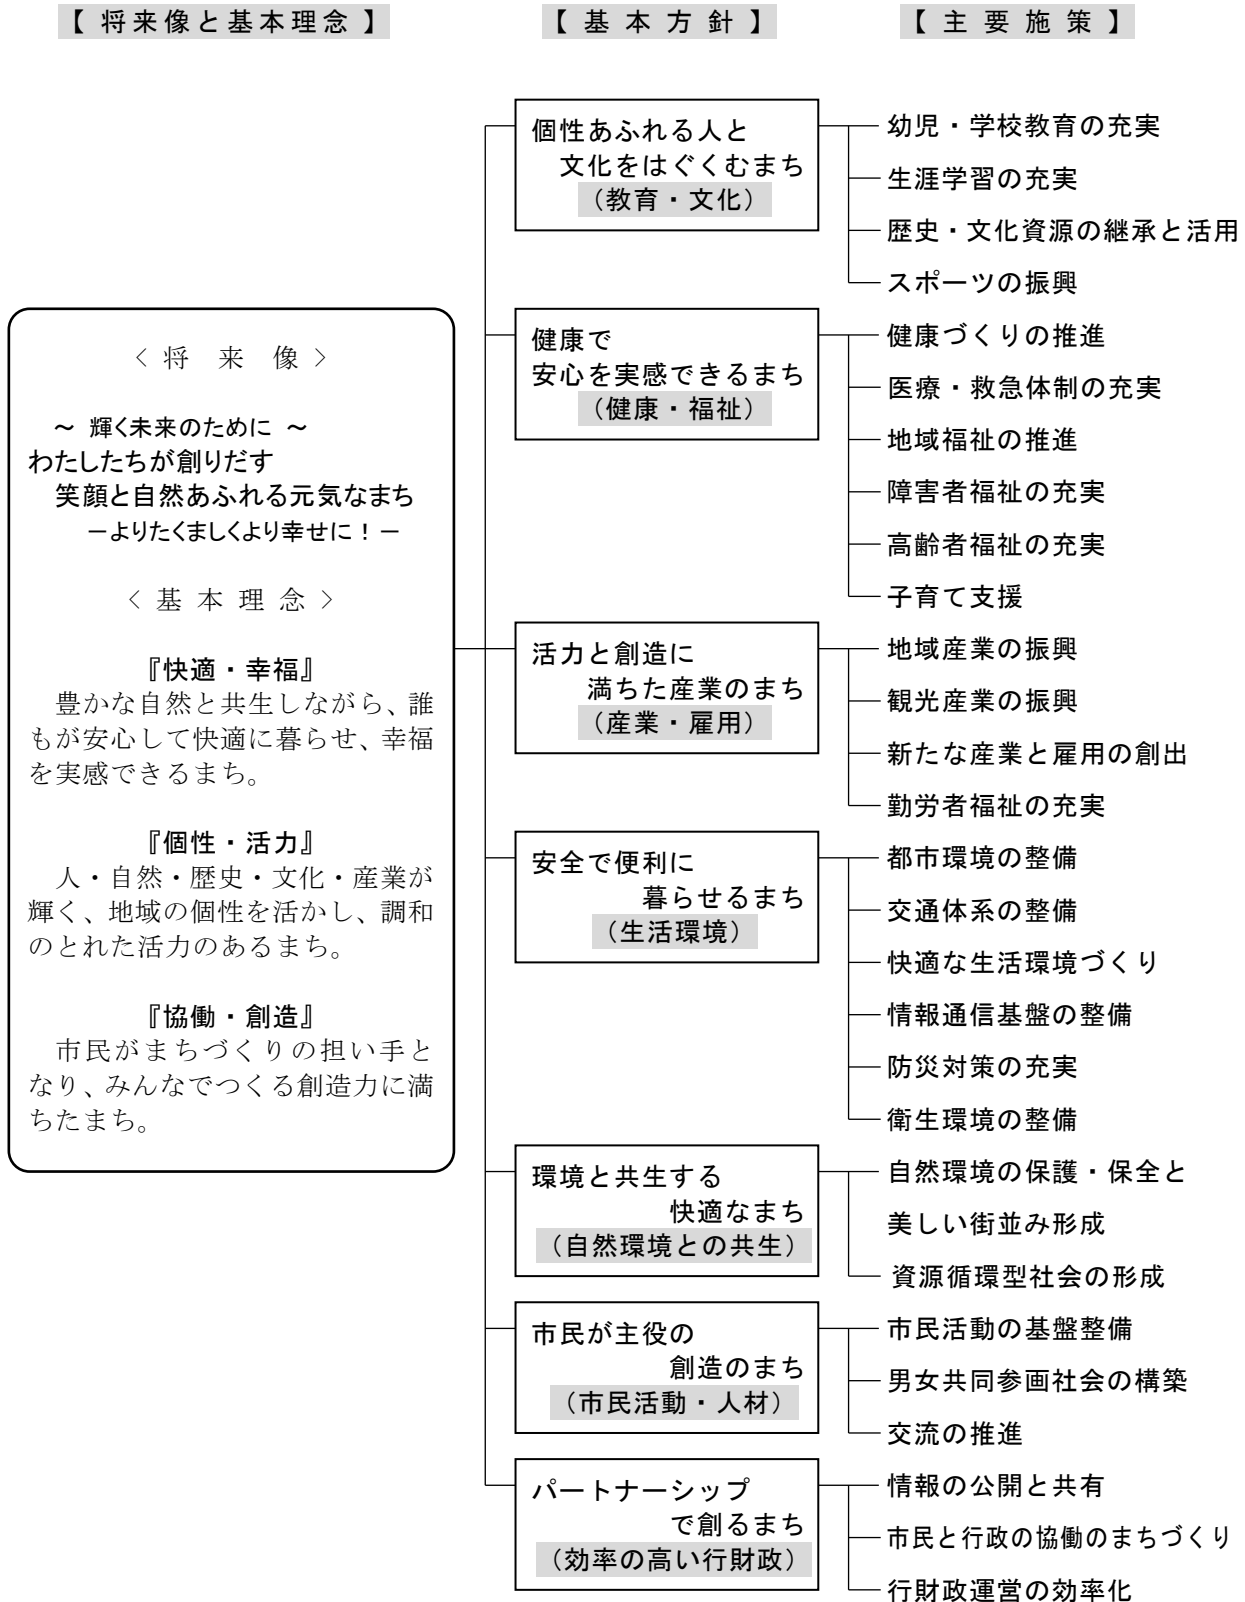 【 将来像と基本理念 】
【 基 本 方 針 】
【 主 要 施 策 】
＜ 将　来　像 ＞
～ 輝く未来のために ～
わたしたちが創りだす
笑顔と自然あふれる元気なまち
－よりたくましくより幸せに！－
＜ 基 本 理 念 ＞
『快適・幸福』
豊かな自然と共生しながら、誰
もが安心して快適に暮らせ、幸福
を実感できるまち。
『個性・活力』
人・自然・歴史・文化・産業が
輝く、地域の個性を活かし、調和
のとれた活力のあるまち。
『協働・創造』
市民がまちづくりの担い手と
なり、みんなでつくる創造力に満
ちたまち。
個性あふれる人と
文化をはぐくむまち
（教育・文化）
幼児・学校教育の充実
生涯学習の充実
歴史・文化資源の継承と活用
スポーツの振興
健康で
安心を実感できるまち
（健康・福祉）
健康づくりの推進
医療・救急体制の充実
地域福祉の推進
障害者福祉の充実
高齢者福祉の充実
子育て支援
活力と創造に
満ちた産業のまち
（産業・雇用）
地域産業の振興
観光産業の振興
新たな産業と雇用の創出
勤労者福祉の充実
安全で便利に
暮らせるまち
（生活環境）
都市環境の整備
交通体系の整備
快適な生活環境づくり
情報通信基盤の整備
防災対策の充実
衛生環境の整備
環境と共生する
快適なまち
（自然環境との共生）
自然環境の保護・保全と
美しい街並み形成
資源循環型社会の形成
市民が主役の
創造のまち
（市民活動・人材）
市民活動の基盤整備
男女共同参画社会の構築
交流の推進
パートナーシップ
で創るまち
（効率の高い行財政）
情報の公開と共有
市民と行政の協働のまちづくり
行財政運営の効率化